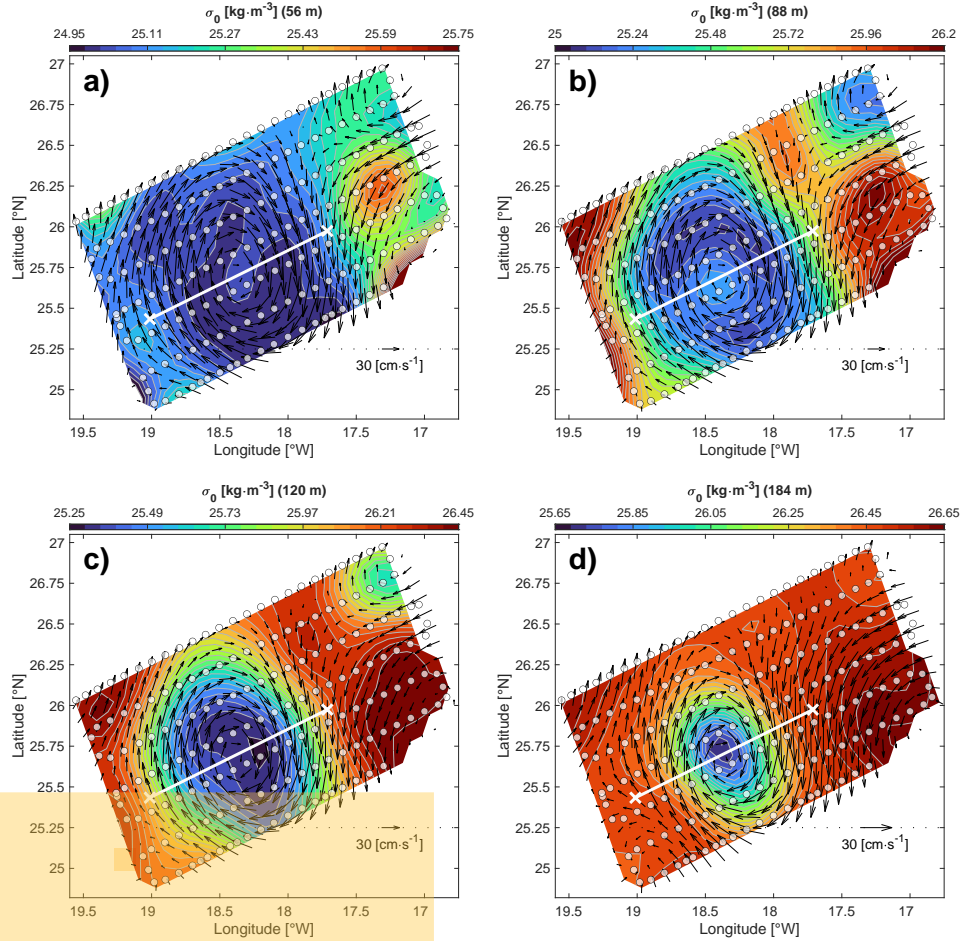 σ₀ [kg·m⁻³] (56 m)
24.95 25.11 25.27 25.43 25.59 25.75
a)
27
26.75
26.5
26.25
26
25.75
25.5
25.25
25
Latitude [°N]
30 [cm·s⁻¹]
19.5 19 18.5 18 17.5 17
Longitude [°W]
σ₀ [kg·m⁻³] (88 m)
25 25.24 25.48 25.72 25.96 26.2
b)
27
26.75
26.5
26.25
26
25.75
25.5
25.25
25
Latitude [°N]
30 [cm·s⁻¹]
19.5 19 18.5 18 17.5 17
Longitude [°W]
σ₀ [kg·m⁻³] (120 m)
25.25 25.49 25.73 25.97 26.21 26.45
c)
27
26.75
26.5
26.25
26
25.75
25.5
25.25
25
Latitude [°N]
30 [cm·s⁻¹]
19.5 19 18.5 18 17.5 17
Longitude [°W]
σ₀ [kg·m⁻³] (184 m)
25.65 25.85 26.05 26.25 26.45 26.65
d)
27
26.75
26.5
26.25
26
25.75
25.5
25.25
25
Latitude [°N]
30 [cm·s⁻¹]
19.5 19 18.5 18 17.5 17
Longitude [°W]